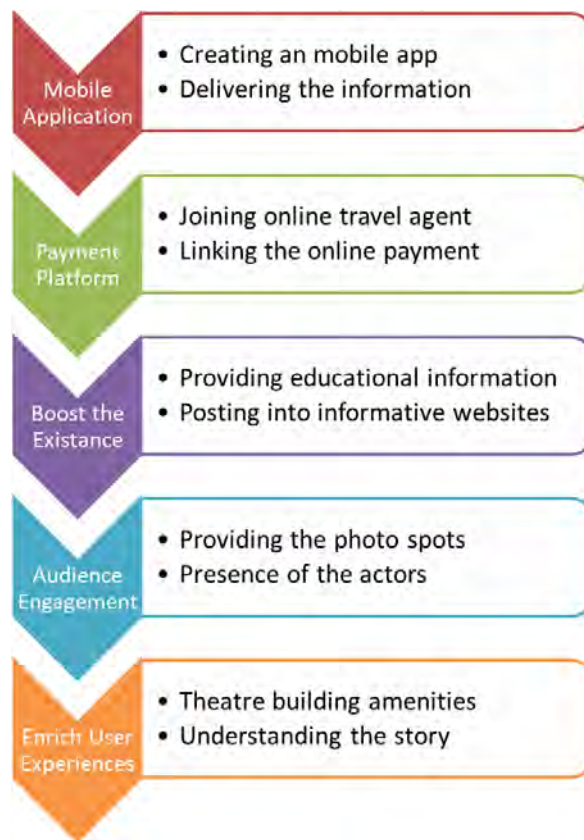 Mobile
Application
• Creating an mobile app
• Delivering the information
Payment
Platform
• Joining online travel agent
• Linking the online payment
Boost the
Existance
• Providing educational information
• Posting into informative websites
Audience
Engagement
• Providing the photo spots
• Presence of the actors
Enrich User
Experiences
• Theatre building amenities
• Understanding the story